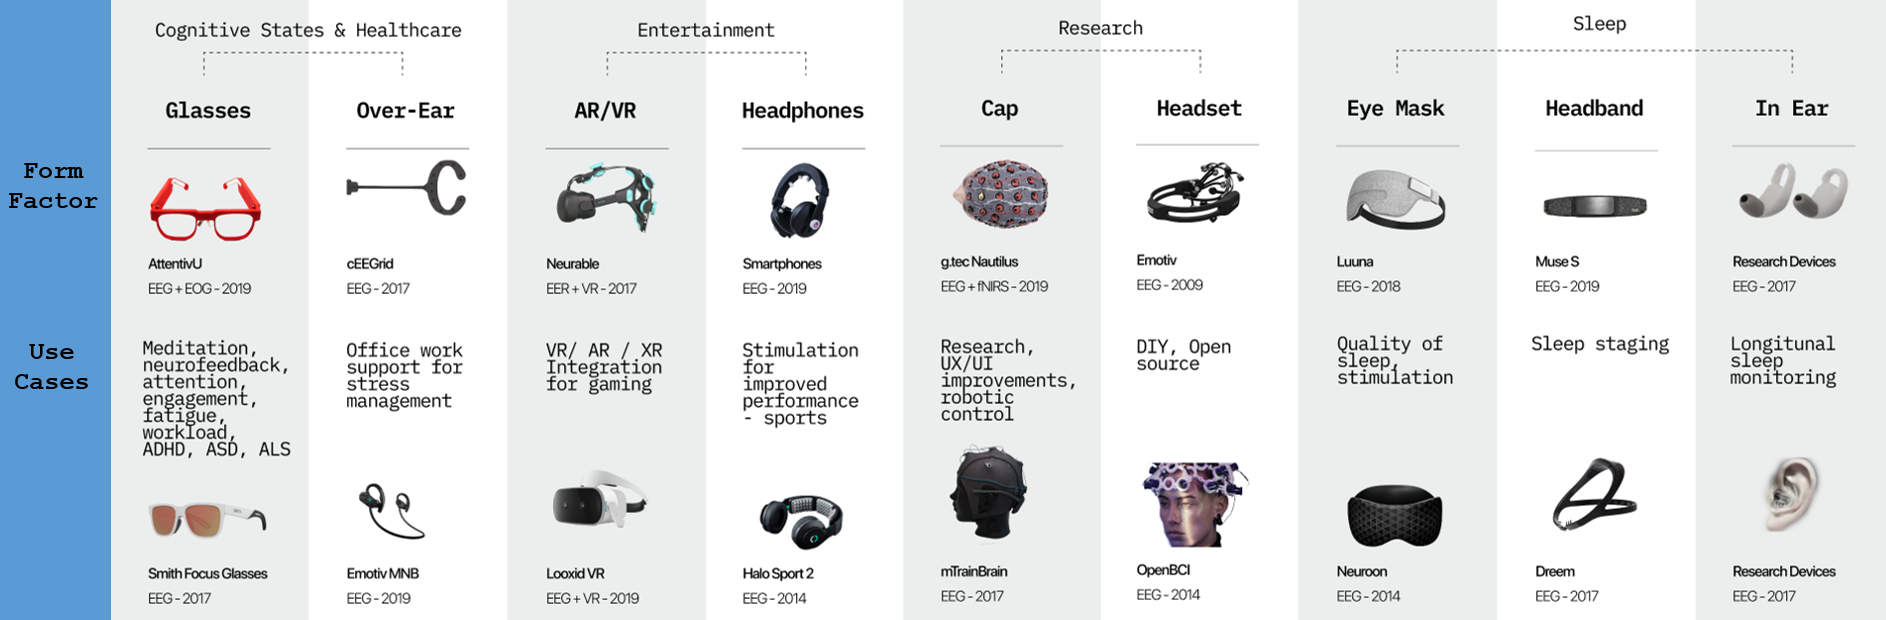 Cognitive States & Healthcare
Entertainment
Research
Sleep
Glasses
Over-Ear
AR/VR
Headphones
Cap
Headset
Eye Mask
Headband
In Ear
Form
Factor
AttentivU
EEG + EOG - 2019
cEEGrid
EEG - 2017
Neurable
EER + VR - 2017
Smartphones
EEG - 2019
g.tec Nautilus
EEG + fNIRS - 2019
Emotiv
EEG - 2009
Luuna
EEG - 2018
Muse S
EEG - 2019
Research Devices
EEG - 2017
Use
Cases
Meditation,
neurofeedback,
attention,
engagement,
fatigue,
workload,
ADHD, ASD, ALS
Office work
support for
stress
management
VR/ AR / XR
Integration
for gaming
Stimulation
for
improved
performance
- sports
Research,
UX/UI
improvements,
robotic
control
DIY, Open
source
Quality of
sleep,
stimulation
Sleep staging
Longitunal
sleep
monitoring
Smith Focus Glasses
EEG - 2017
Emotiv MNB
EEG - 2019
Looxid VR
EEG + VR - 2019
Halo Sport 2
EEG - 2014
mTrainBrain
EEG - 2017
OpenBCI
EEG - 2014
Neuroon
EEG - 2014
Dreem
EEG - 2017
Research Devices
EEG - 2017